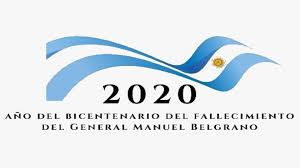 2020
AÑO DEL BICENTENARIO DEL FALLECIMIENTO
DEL GENERAL MANUEL BELGRANO